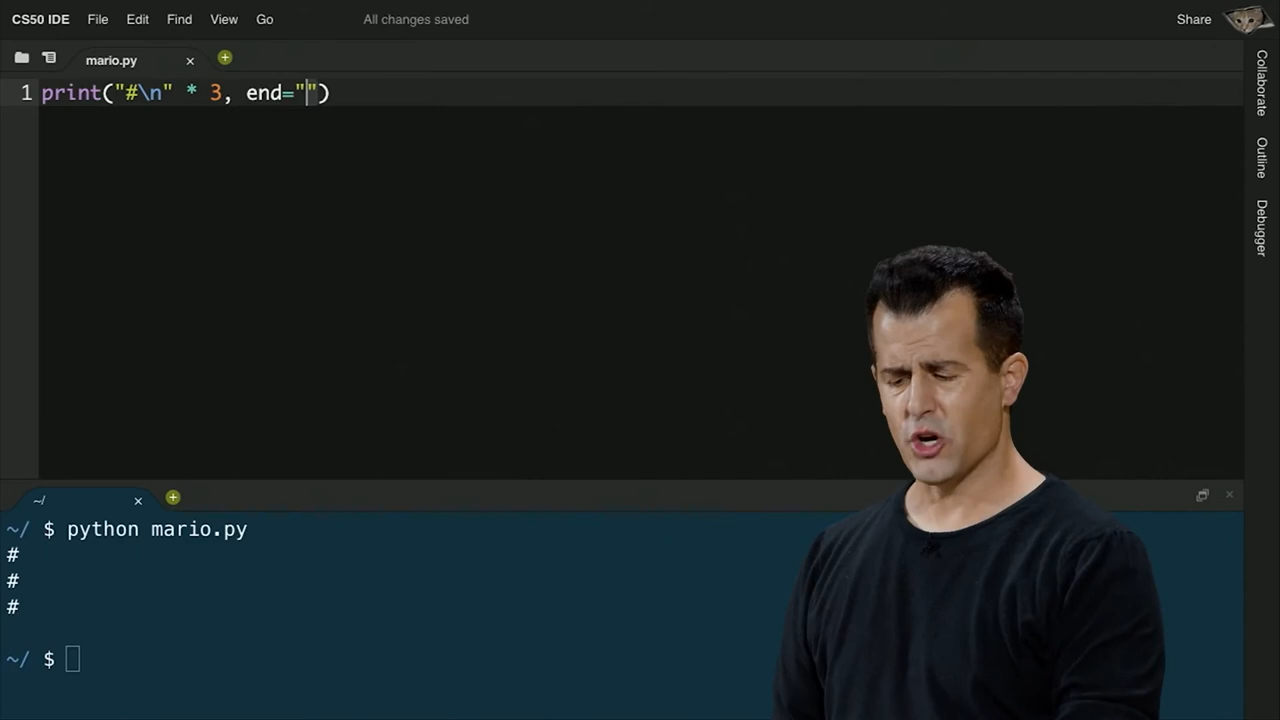 CS50 IDE File Edit Find View Go All changes saved Share
mario.py
1 print("#\n" * 3, end="")
Collaborate
Outline
Debugger
~/
~/ $ python mario.py
#
#
#
~/ $